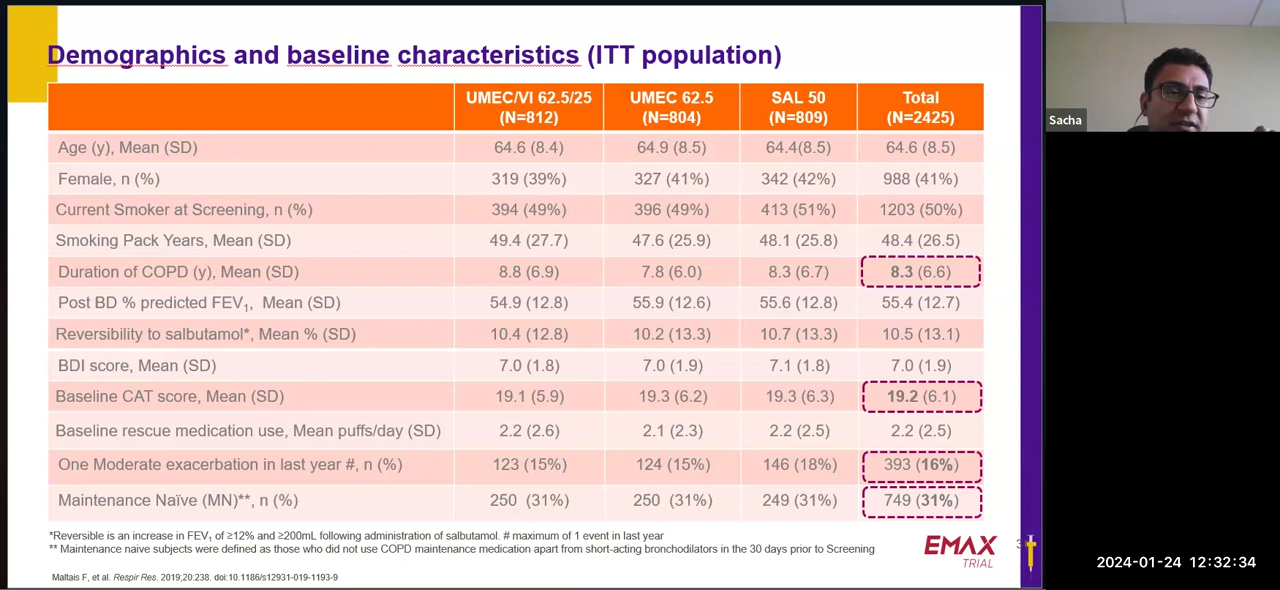 Demographics and baseline characteristics (ITT population)
UMEC/VI 62.5/25 (N=812) UMEC 62.5 (N=804) SAL 50 (N=809) Total (N=2425)
Age (y), Mean (SD) 64.6 (8.4) 64.9 (8.5) 64.4(8.5) 64.6 (8.5)
Female, n (%) 319 (39%) 327 (41%) 342 (42%) 988 (41%)
Current Smoker at Screening, n (%) 394 (49%) 396 (49%) 413 (51%) 1203 (50%)
Smoking Pack Years, Mean (SD) 49.4 (27.7) 47.6 (25.9) 48.1 (25.8) 48.4 (26.5)
Duration of COPD (y), Mean (SD) 8.8 (6.9) 7.8 (6.0) 8.3 (6.7) 8.3 (6.6)
Post BD % predicted FEV1, Mean (SD) 54.9 (12.8) 55.9 (12.6) 55.6 (12.8) 55.4 (12.7)
Reversibility to salbutamol*, Mean % (SD) 10.4 (12.8) 10.2 (13.3) 10.7 (13.3) 10.5 (13.1)
BDI score, Mean (SD) 7.0 (1.8) 7.0 (1.9) 7.1 (1.8) 7.0 (1.9)
Baseline CAT score, Mean (SD) 19.1 (5.9) 19.3 (6.2) 19.3 (6.3) 19.2 (6.1)
Baseline rescue medication use, Mean puffs/day (SD) 2.2 (2.6) 2.1 (2.3) 2.2 (2.5) 2.2 (2.5)
One Moderate exacerbation in last year #, n (%) 123 (15%) 124 (15%) 146 (18%) 393 (16%)
Maintenance Naïve (MN)**, n (%) 250 (31%) 250 (31%) 249 (31%) 749 (31%)
*Reversible is an increase in FEV1 of ≥12% and ≥200mL following administration of salbutamol. # maximum of 1 event in last year
** Maintenance naive subjects were defined as those who did not use COPD maintenance medication apart from short-acting bronchodilators in the 30 days prior to Screening
Maltais F, et al. Respir Res. 2019;20:238. doi:10.1186/s12931-019-1193-9
EMAX
TRIAL
Sacha
2024-01-24 12:32:34